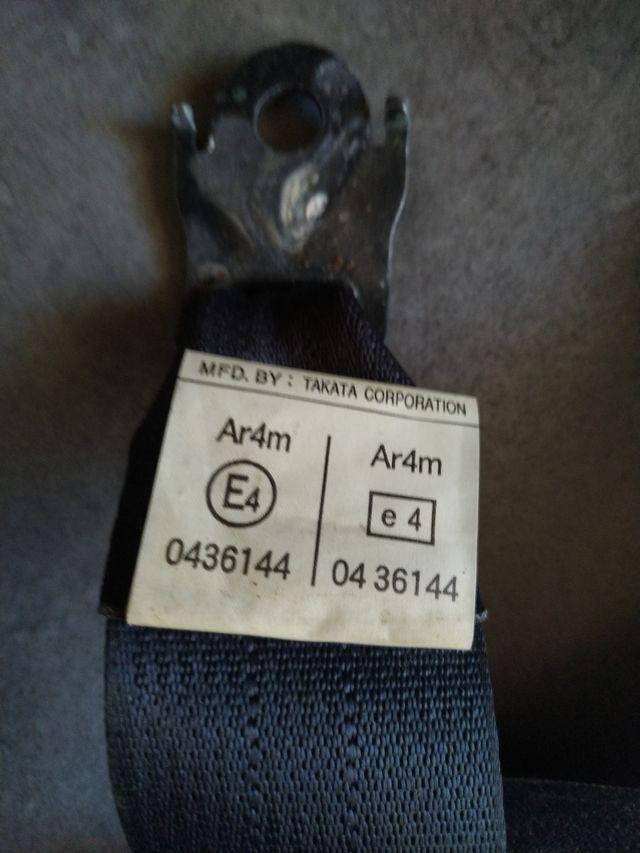 MFD. BY : TAKATA CORPORATION
Ar4m
E4
0436144
Ar4m
e 4
04 36144